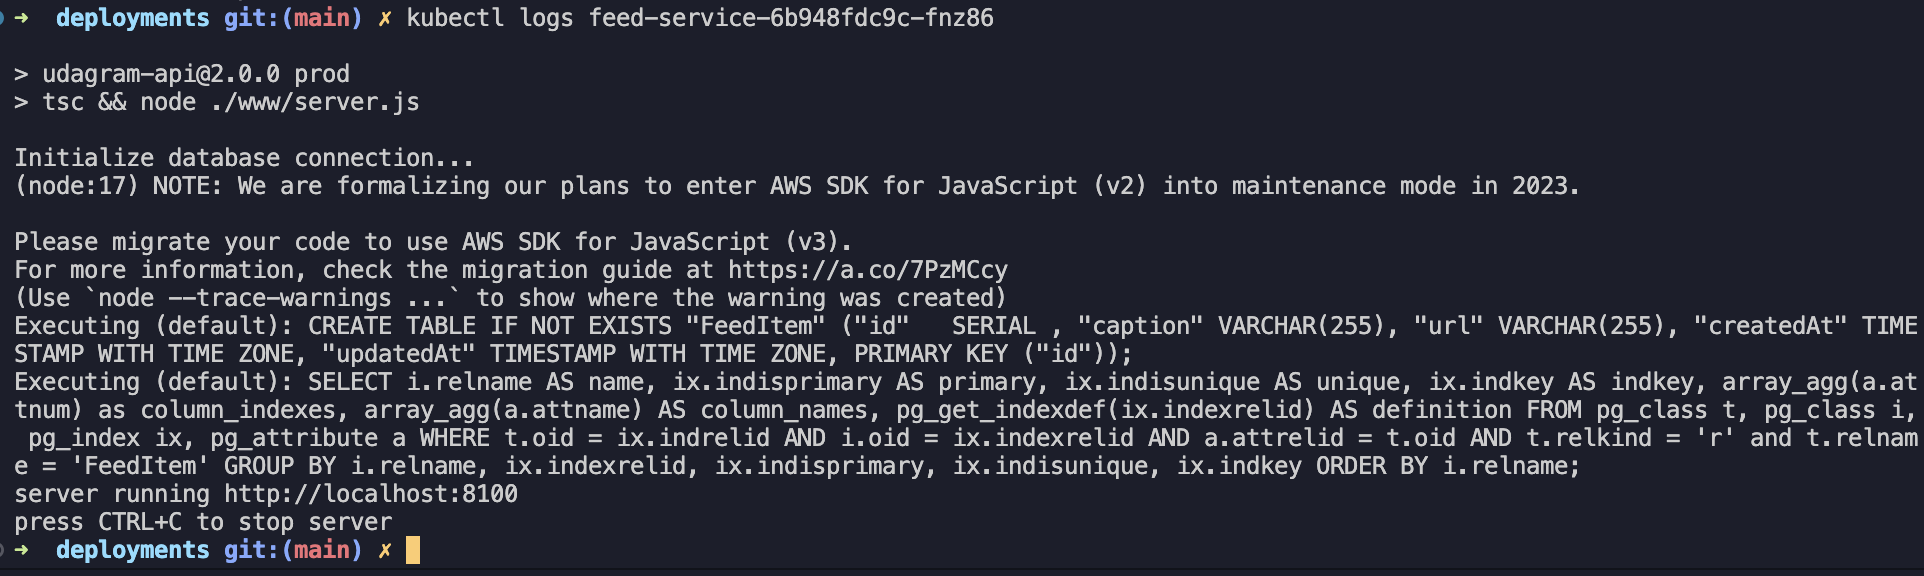 ➜  deployments git:(main) ✗ kubectl logs feed-service-6b948fdc9c-fnz86

> udagram-api@2.0.0 prod
> tsc && node ./www/server.js

Initialize database connection...
(node:17) NOTE: We are formalizing our plans to enter AWS SDK for JavaScript (v2) into maintenance mode in 2023.

Please migrate your code to use AWS SDK for JavaScript (v3).
For more information, check the migration guide at https://a.co/7PzMCcy
(Use `node --trace-warnings ...` to show where the warning was created)
Executing (default): CREATE TABLE IF NOT EXISTS "FeedItem" ("id"   SERIAL , "caption" VARCHAR(255), "url" VARCHAR(255), "createdAt" TIME
STAMP WITH TIME ZONE, "updatedAt" TIMESTAMP WITH TIME ZONE, PRIMARY KEY ("id"));
Executing (default): SELECT i.relname AS name, ix.indisprimary AS primary, ix.indisunique AS unique, ix.indkey AS indkey, array_agg(a.at
tnum) as column_indexes, array_agg(a.attname) AS column_names, pg_get_indexdef(ix.indexrelid) AS definition FROM pg_class t, pg_class i,
 pg_index ix, pg_attribute a WHERE t.oid = ix.indrelid AND i.oid = ix.indexrelid AND a.attrelid = t.oid AND t.relkind = 'r' and t.relnam
e = 'FeedItem' GROUP BY i.relname, ix.indexrelid, ix.indisprimary, ix.indisunique, ix.indkey ORDER BY i.relname;
server running http://localhost:8100
press CTRL+C to stop server
➜  deployments git:(main) ✗